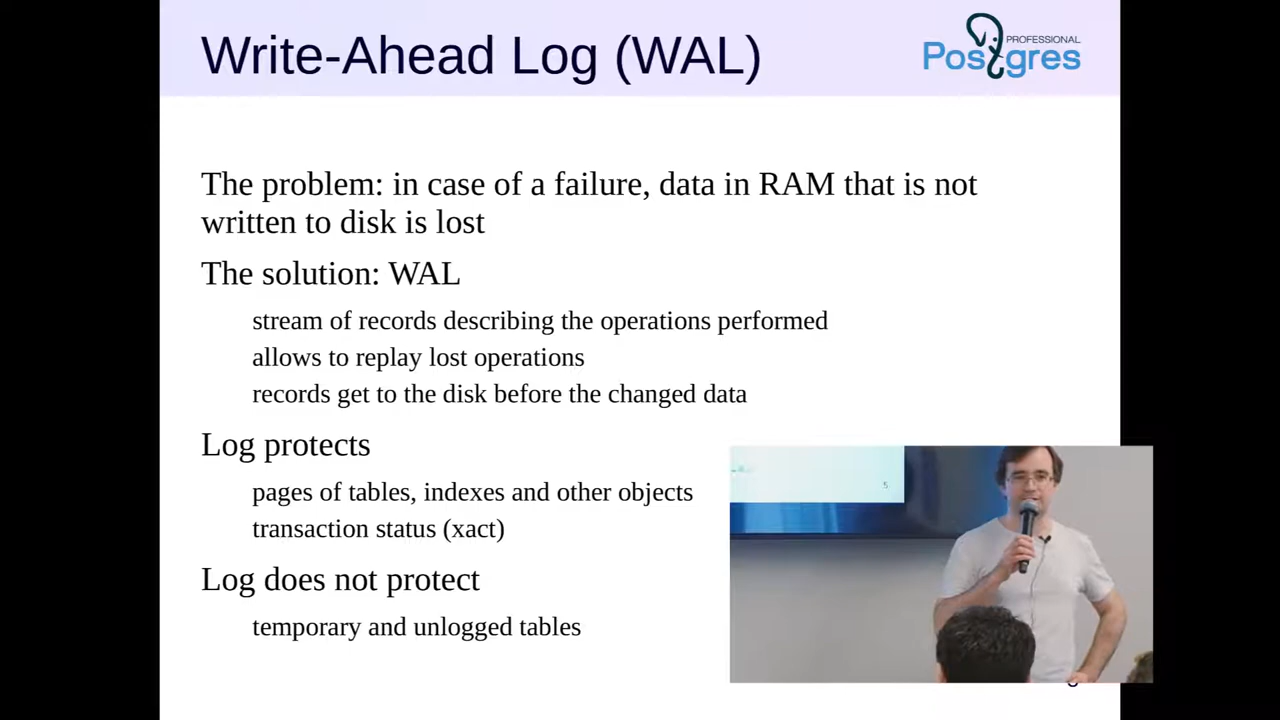 Write-Ahead Log (WAL)
PROFESSIONAL
Postgres
The problem: in case of a failure, data in RAM that is not
written to disk is lost
The solution: WAL
stream of records describing the operations performed
allows to replay lost operations
records get to the disk before the changed data
Log protects
pages of tables, indexes and other objects
transaction status (xact)
Log does not protect
temporary and unlogged tables
5